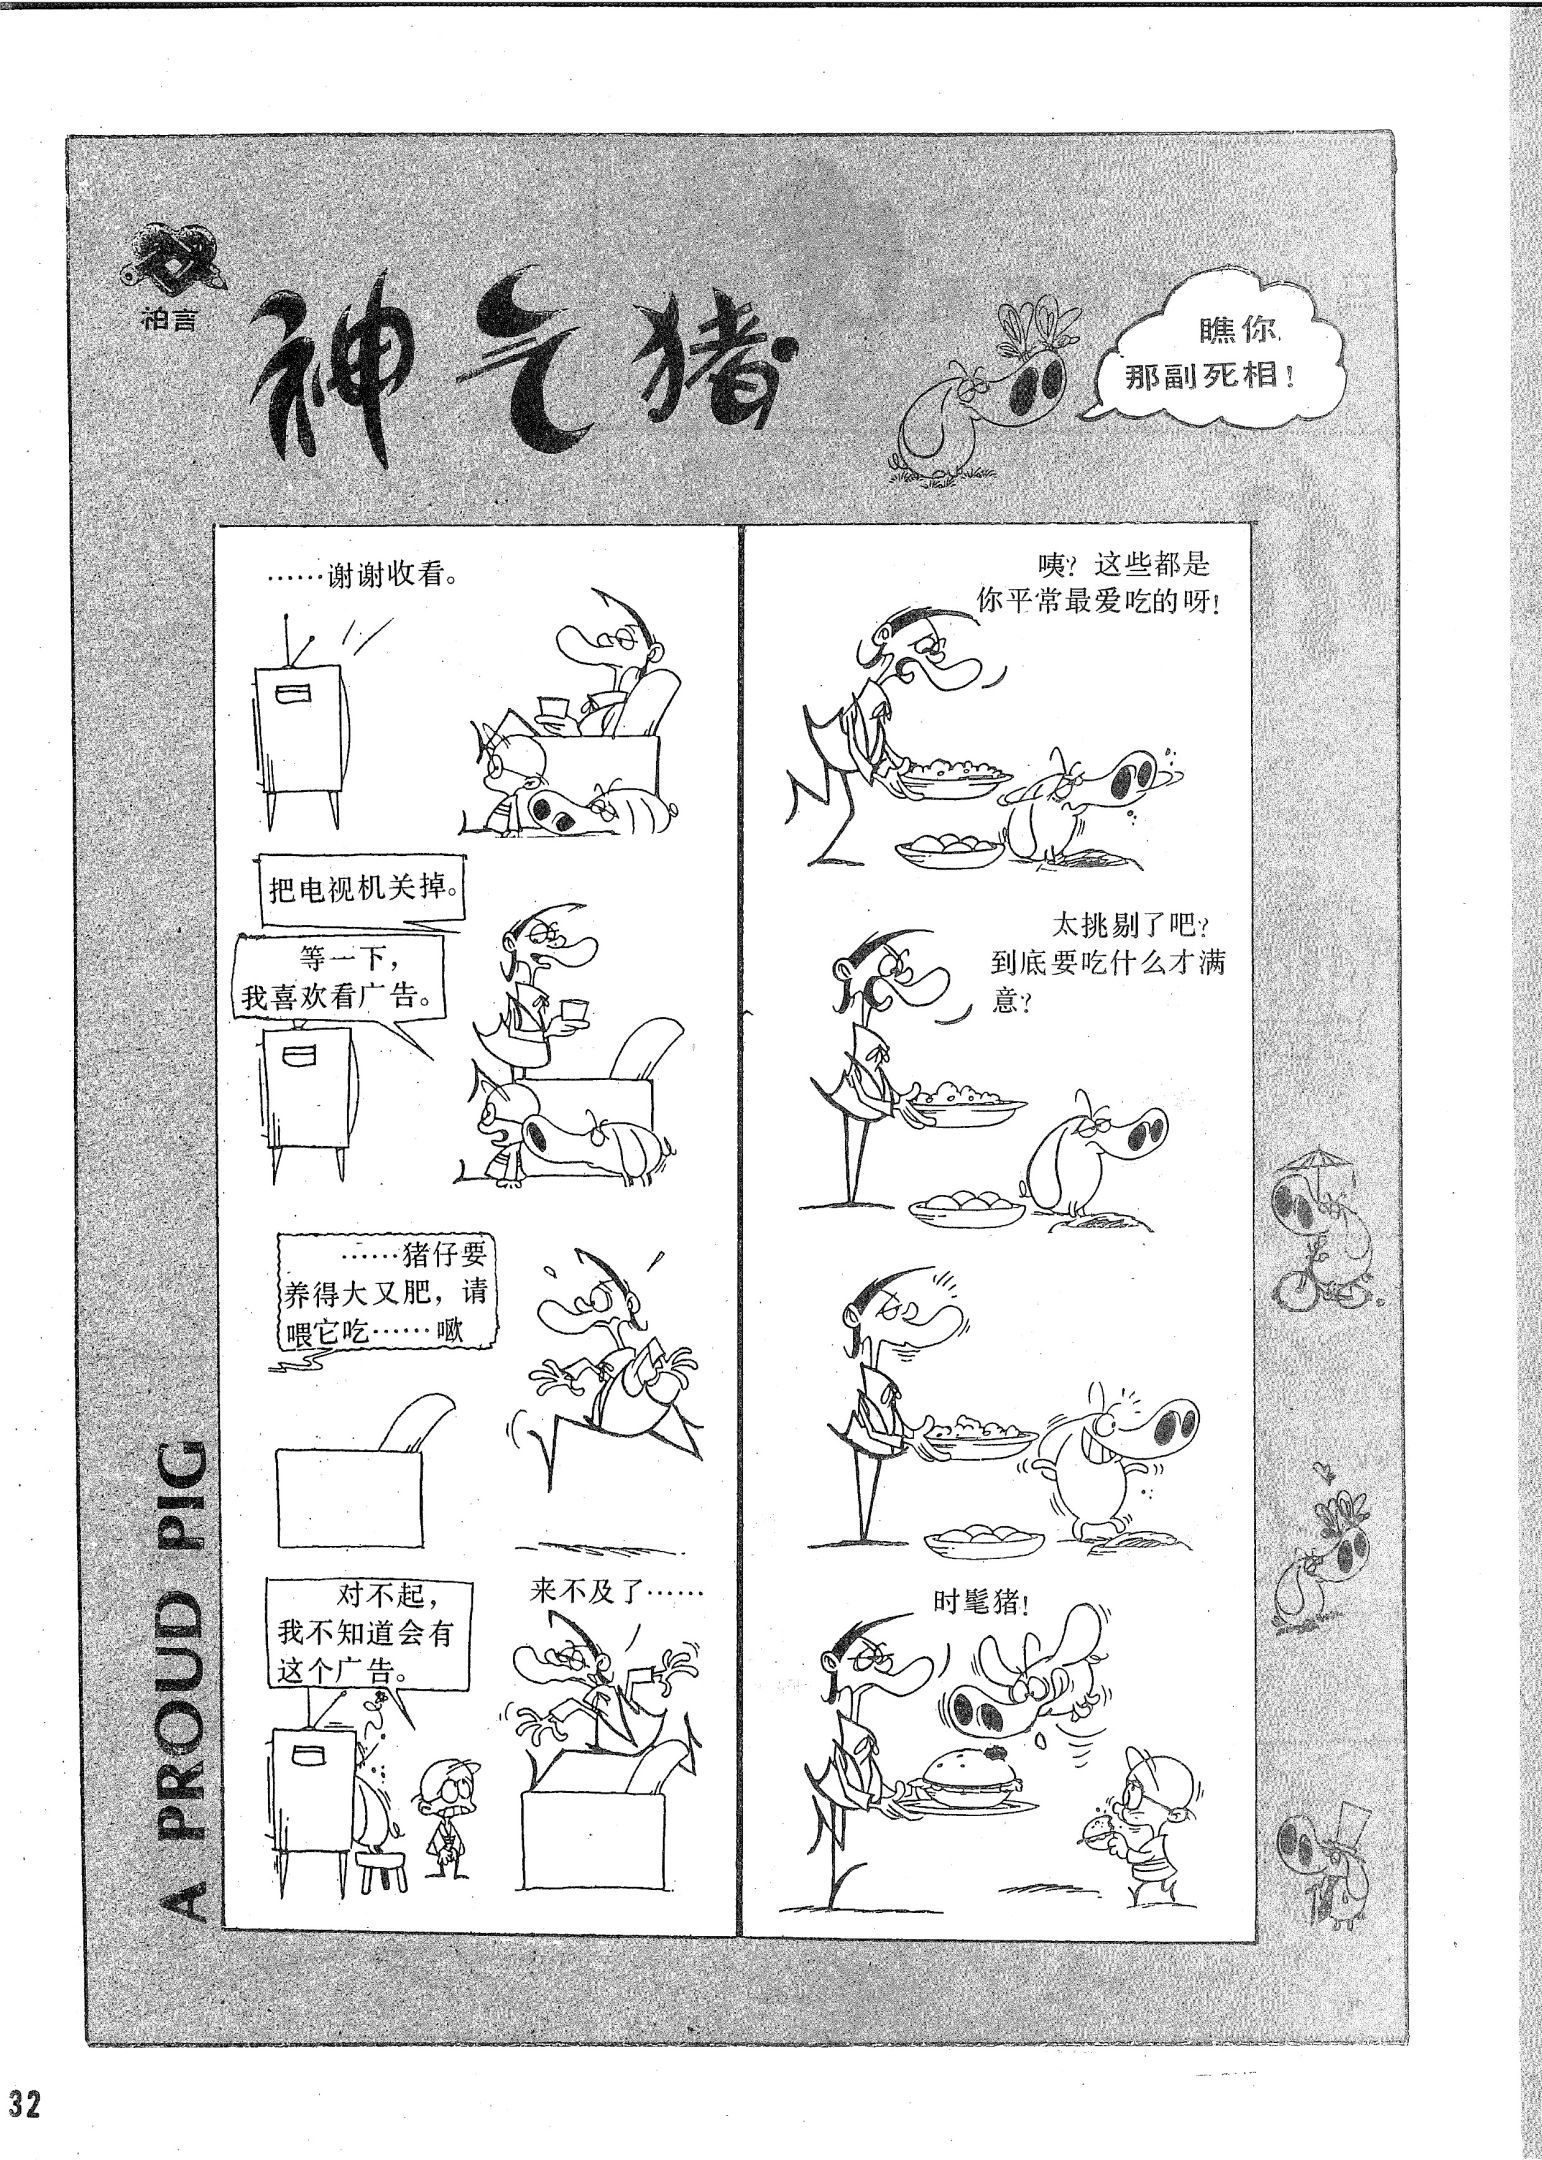 柏言
神气猪
瞧你
那副死相！
……谢谢收看。
把电视机关掉。
等一下，
我喜欢看广告。
……猪仔要
养得大又肥，请
喂它吃……噷
对不起，
我不知道会有
这个广告。
来不及了……
咦？这些都是
你平常最爱吃的呀！
太挑剔了吧？
到底要吃什么才满
意？
时髦猪！
A PROUD PIG
32